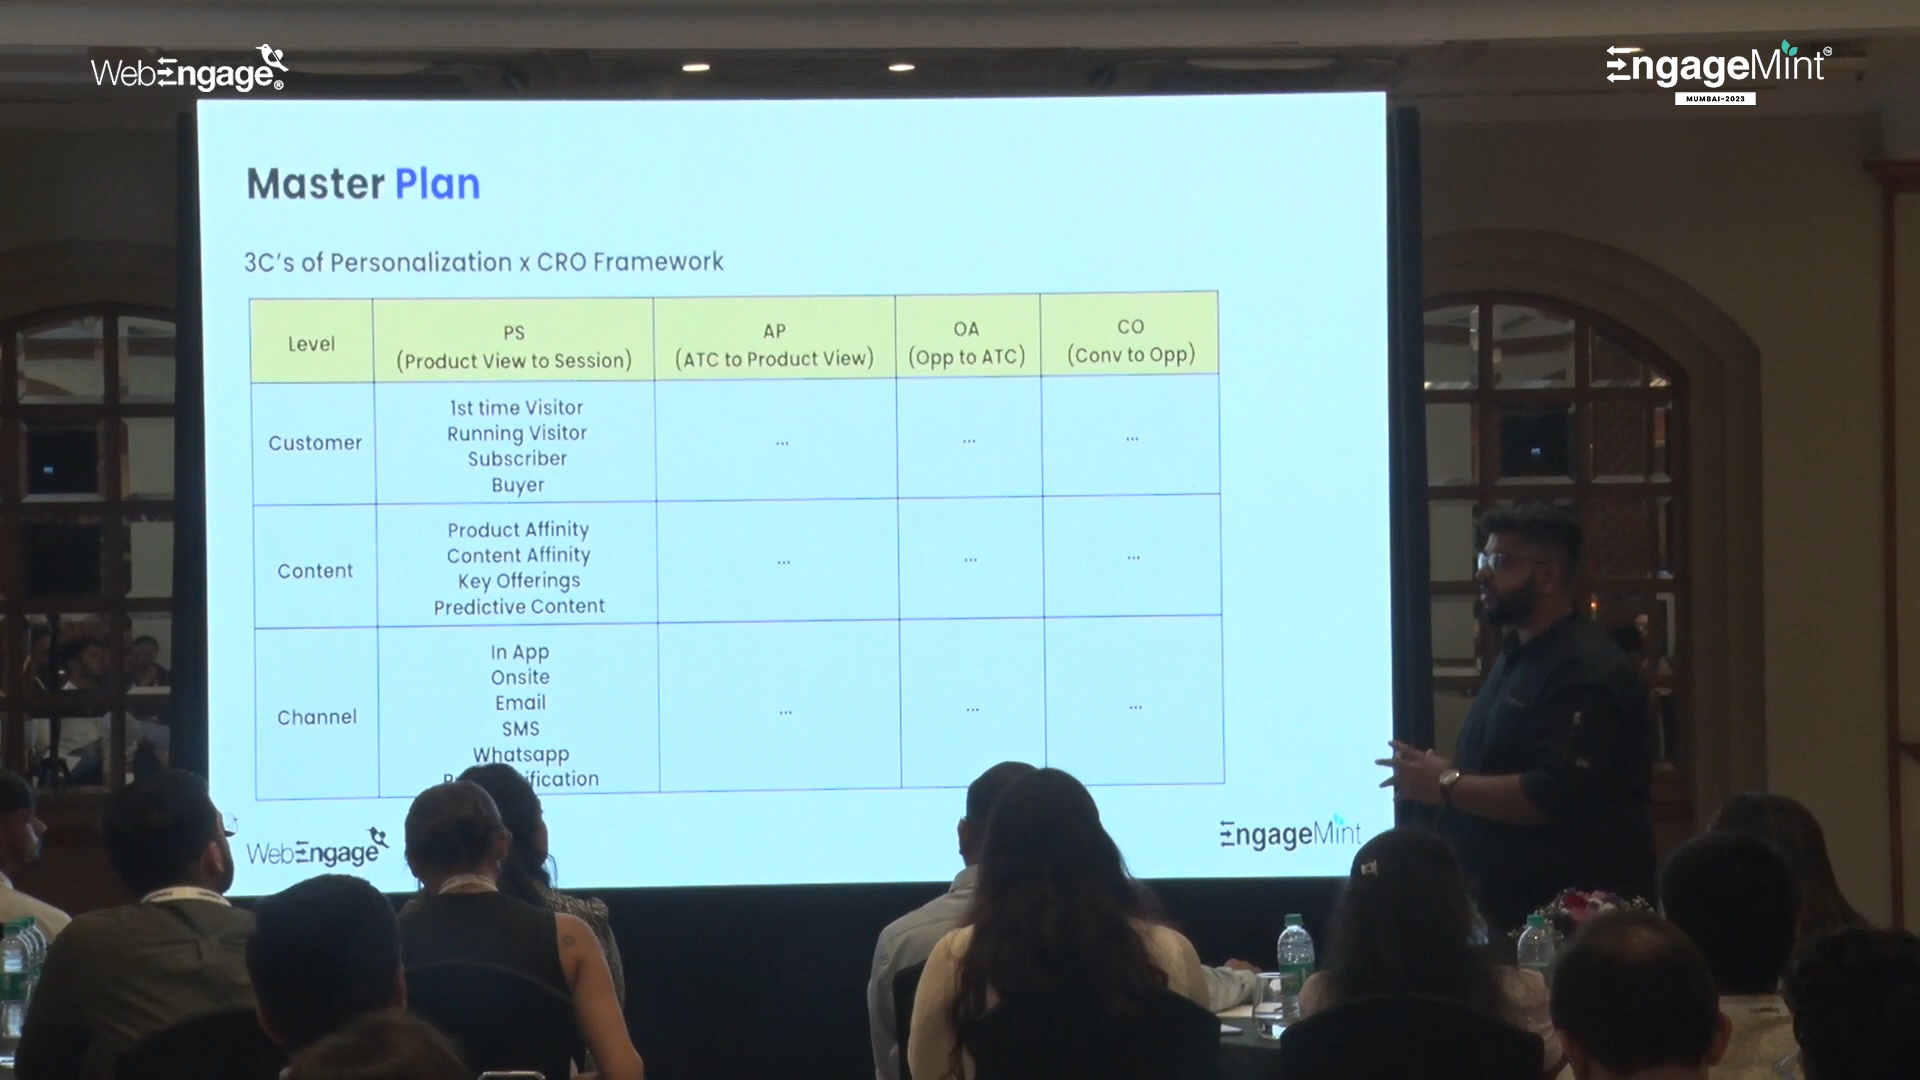 WebEngage®
EngageMint
MUMBAI-2023
Master Plan
3C's of Personalization x CRO Framework
Level
PS
(Product View to Session)
AP
(ATC to Product View)
OA
(Opp to ATC)
CO
(Conv to Opp)
Customer
1st time Visitor
Running Visitor
Subscriber
Buyer
...
...
...
Content
Product Affinity
Content Affinity
Key Offerings
Predictive Content
...
...
...
Channel
In App
Onsite
Email
SMS
Whatsapp
...
...
...
WebEngage
EngageMint